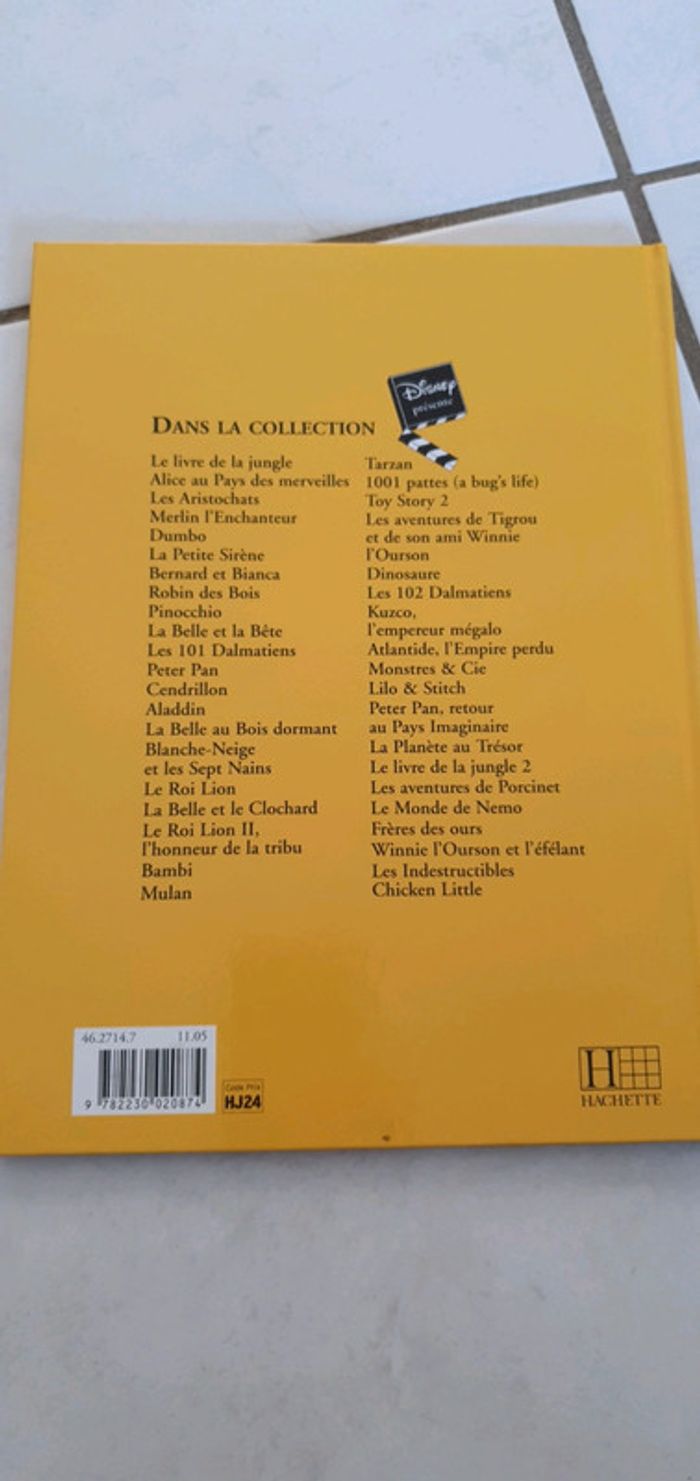 Disney
présente
Dans la collection
Le livre de la jungle
Alice au Pays des merveilles
Les Aristochats
Merlin l'Enchanteur
Dumbo
La Petite Sirène
Bernard et Bianca
Robin des Bois
Pinocchio
La Belle et la Bête
Les 101 Dalmatiens
Peter Pan
Cendrillon
Aladdin
La Belle au Bois dormant
Blanche-Neige
et les Sept Nains
Le Roi Lion
La Belle et le Clochard
Le Roi Lion II,
l'honneur de la tribu
Bambi
Mulan
Tarzan
1001 pattes (a bug's life)
Toy Story 2
Les aventures de Tigrou
et de son ami Winnie
l'Ourson
Dinosaure
Les 102 Dalmatiens
Kuzco,
l'empereur mégalo
Atlantide, l'Empire perdu
Monstres & Cie
Lilo & Stitch
Peter Pan, retour
au Pays Imaginaire
La Planète au Trésor
Le livre de la jungle 2
Les aventures de Porcinet
Le Monde de Nemo
Frères des ours
Winnie l'Ourson et l'éfélant
Les Indestructibles
Chicken Little
46.2714.7 11.05
9 782230 020874
Code Prix
HJ24
H
HACHETTE